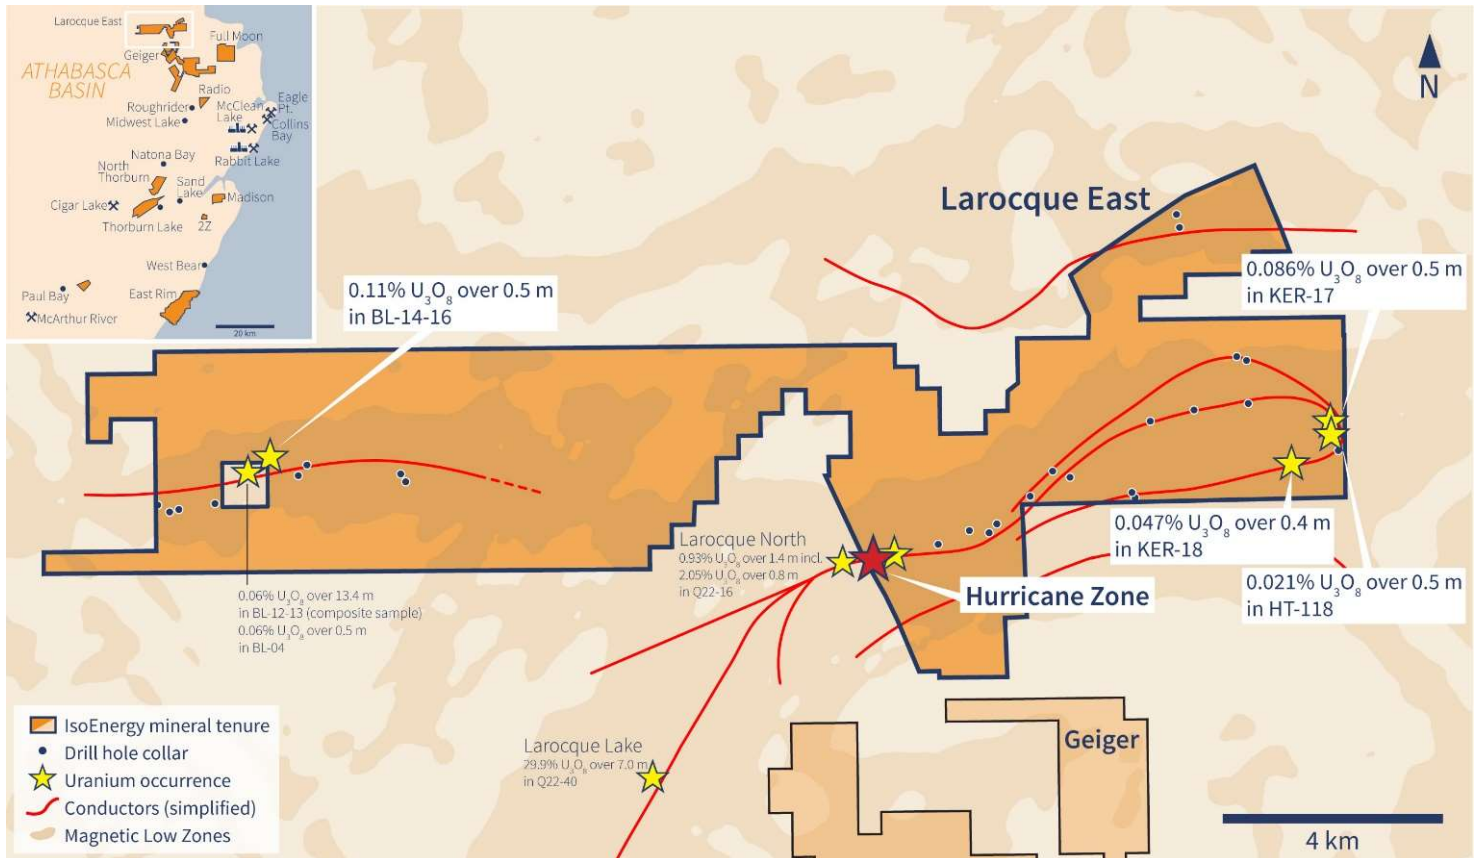 Larocque East
Full Moon
Geiger
ATHABASCA
BASIN
Radio
Eagle
Pt.
Roughrider
McClean
Lake
Midwest Lake
Collins
Bay
Natona Bay
Rabbit Lake
North
Thorburn
Sand
Lake
Cigar Lake
Madison
Thorburn Lake
2Z
West Bear
Paul Bay
East Rim
McArthur River
20 km
N
Larocque East
0.11% U₃O₈ over 0.5 m
in BL-14-16
0.086% U₃O₈ over 0.5 m
in KER-17
0.06% U₃O₈ over 13.4 m
in BL-12-13 (composite sample)
0.06% U₃O₈ over 0.5 m
in BL-04
Larocque North
0.93% U₃O₈ over 1.4 m incl.
2.05% U₃O₈ over 0.8 m
in Q22-16
Hurricane Zone
0.047% U₃O₈ over 0.4 m
in KER-18
0.021% U₃O₈ over 0.5 m
in HT-118
Larocque Lake
29.9% U₃O₈ over 7.0 m
in Q22-40
Geiger
IsoEnergy mineral tenure
Drill hole collar
Uranium occurrence
Conductors (simplified)
Magnetic Low Zones
4 km